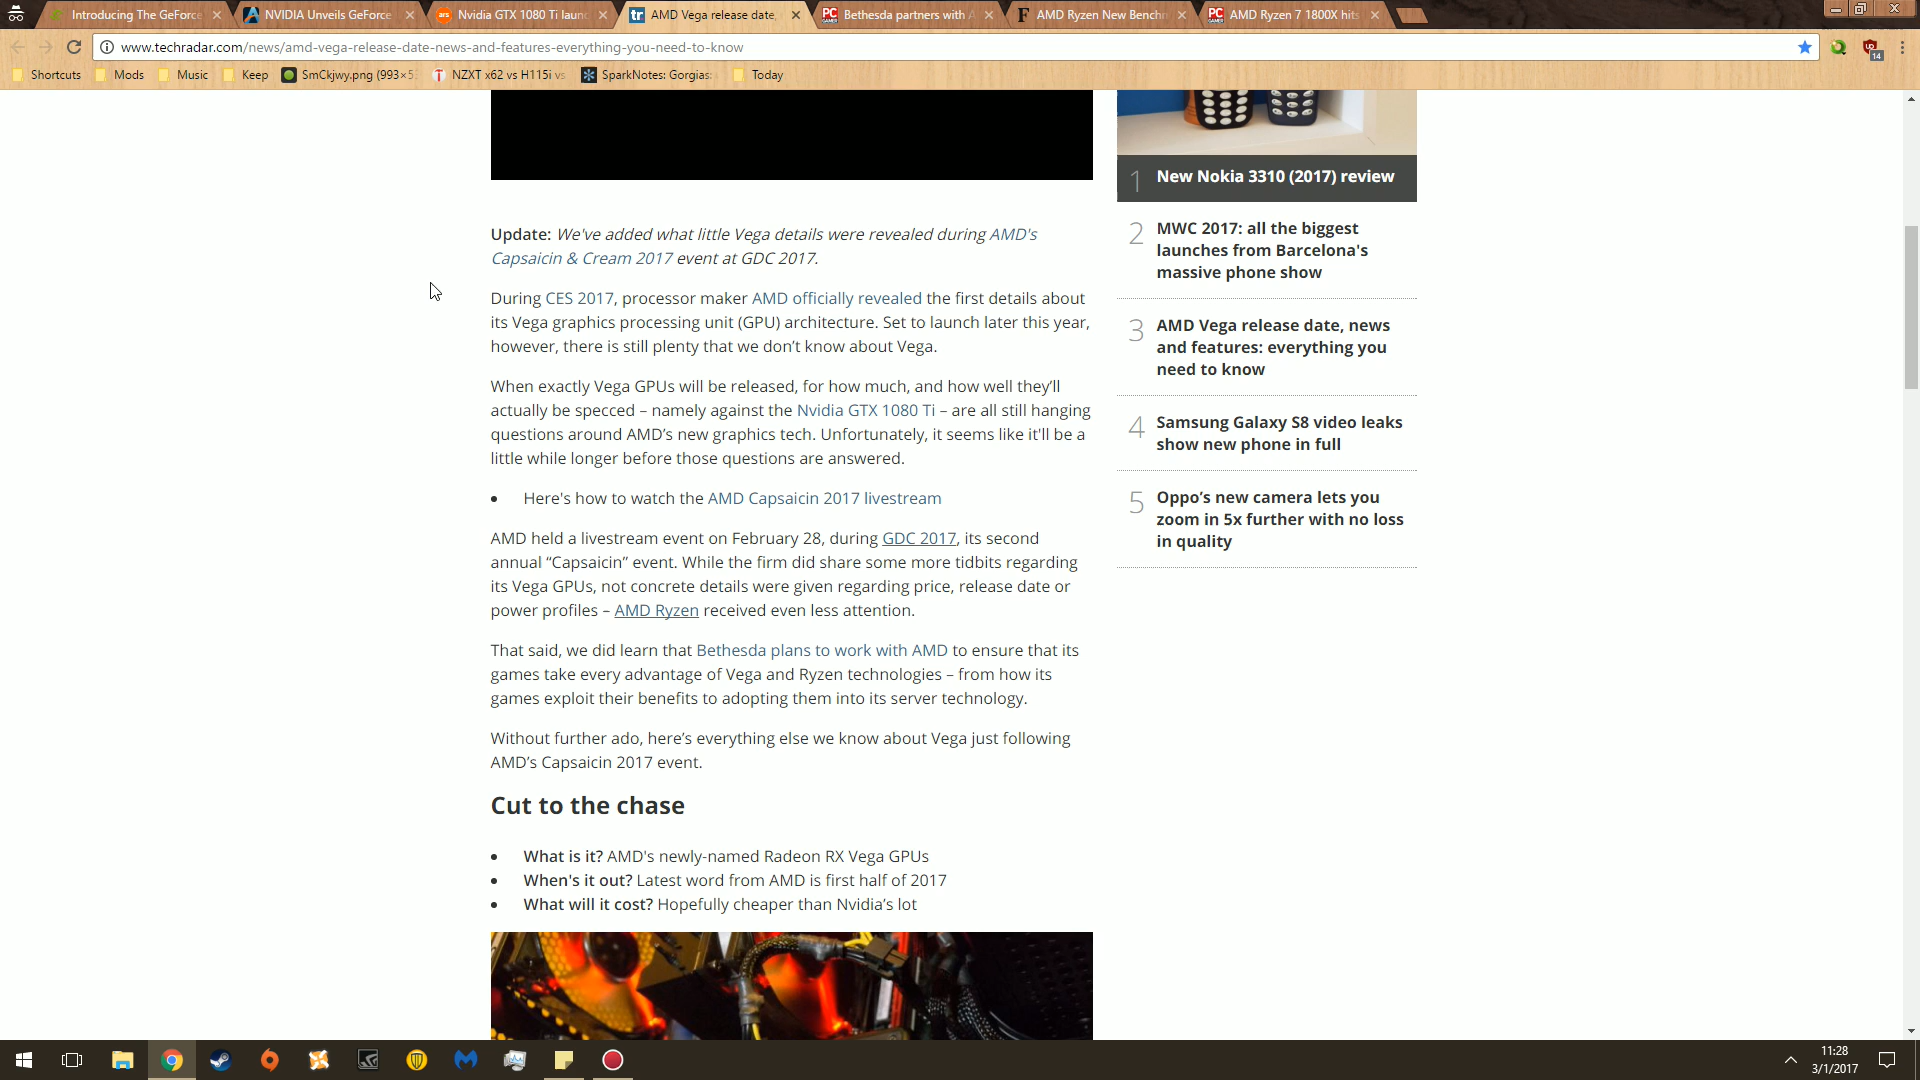 Introducing The GeForce
NVIDIA Unveils GeForce
Nvidia GTX 1080 Ti laun
AMD Vega release date,
Bethesda partners with A
AMD Ryzen New Benchm
AMD Ryzen 7 1800X hits
www.techradar.com/news/amd-vega-release-date-news-and-features-everything-you-need-to-know
14
Shortcuts
Mods
Music
Keep
SmCkjwy.png (993×5
NZXT x62 vs H115i vs
SparkNotes: Gorgias:
Today
Update: We've added what little Vega details were revealed during AMD's
Capsaicin & Cream 2017 event at GDC 2017.
During CES 2017, processor maker AMD officially revealed the first details about
its Vega graphics processing unit (GPU) architecture. Set to launch later this year,
however, there is still plenty that we don't know about Vega.
When exactly Vega GPUs will be released, for how much, and how well they'll
actually be specced – namely against the Nvidia GTX 1080 Ti – are all still hanging
questions around AMD's new graphics tech. Unfortunately, it seems like it'll be a
little while longer before those questions are answered.
• Here's how to watch the AMD Capsaicin 2017 livestream
AMD held a livestream event on February 28, during GDC 2017, its second
annual “Capsaicin” event. While the firm did share some more tidbits regarding
its Vega GPUs, not concrete details were given regarding price, release date or
power profiles – AMD Ryzen received even less attention.
That said, we did learn that Bethesda plans to work with AMD to ensure that its
games take every advantage of Vega and Ryzen technologies – from how its
games exploit their benefits to adopting them into its server technology.
Without further ado, here's everything else we know about Vega just following
AMD's Capsaicin 2017 event.
Cut to the chase
• What is it? AMD's newly-named Radeon RX Vega GPUs
• When's it out? Latest word from AMD is first half of 2017
• What will it cost? Hopefully cheaper than Nvidia's lot
1 New Nokia 3310 (2017) review
2 MWC 2017: all the biggest
launches from Barcelona's
massive phone show
3 AMD Vega release date, news
and features: everything you
need to know
4 Samsung Galaxy S8 video leaks
show new phone in full
5 Oppo's new camera lets you
zoom in 5x further with no loss
in quality
11:28
3/1/2017